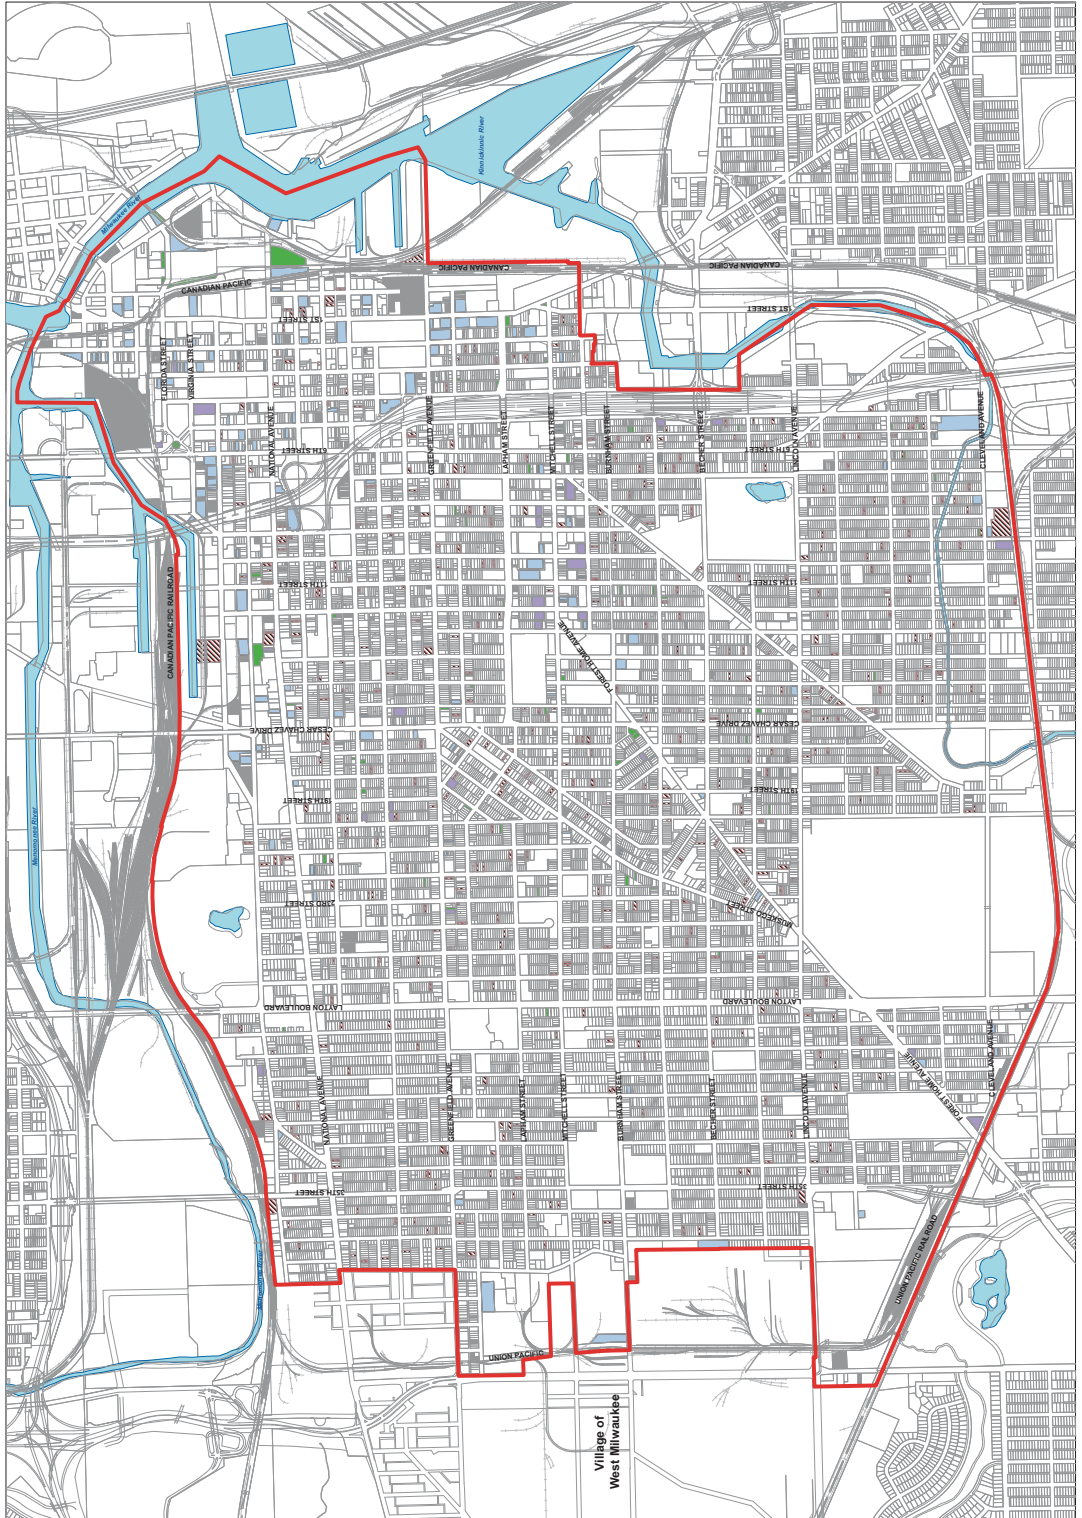 Kinnickinnic River
Milwaukee River
CANADIAN PACIFIC
CANADIAN PACIFIC
CANADIAN PACIFIC
1ST STREET
1ST STREET
FLORIDA STREET
VIRGINIA STREET
NATIONAL AVENUE
GREENFIELD AVENUE
LAPHAM STREET
MITCHELL STREET
BURNHAM STREET
BECHER STREET
LINCOLN AVENUE
CLEVELAND AVENUE
6TH STREET
6TH STREET
11TH STREET
11TH STREET
CANADIAN PACIFIC RAILROAD
FOREST HOME AVENUE
CESAR CHAVEZ DRIVE
CESAR CHAVEZ DRIVE
19TH STREET
19TH STREET
Menomonee River
23RD STREET
MUSKEGO STREET
LAYTON BOULEVARD
LAYTON BOULEVARD
NATIONAL AVENUE
GREENFIELD AVENUE
LAPHAM STREET
MITCHELL STREET
BURNHAM STREET
BECHER STREET
LINCOLN AVENUE
FOREST HOME AVENUE
CLEVELAND AVENUE
35TH STREET
35TH STREET
Menomonee River
UNION PACIFIC RAILROAD
UNION PACIFIC
Village of
West Milwaukee